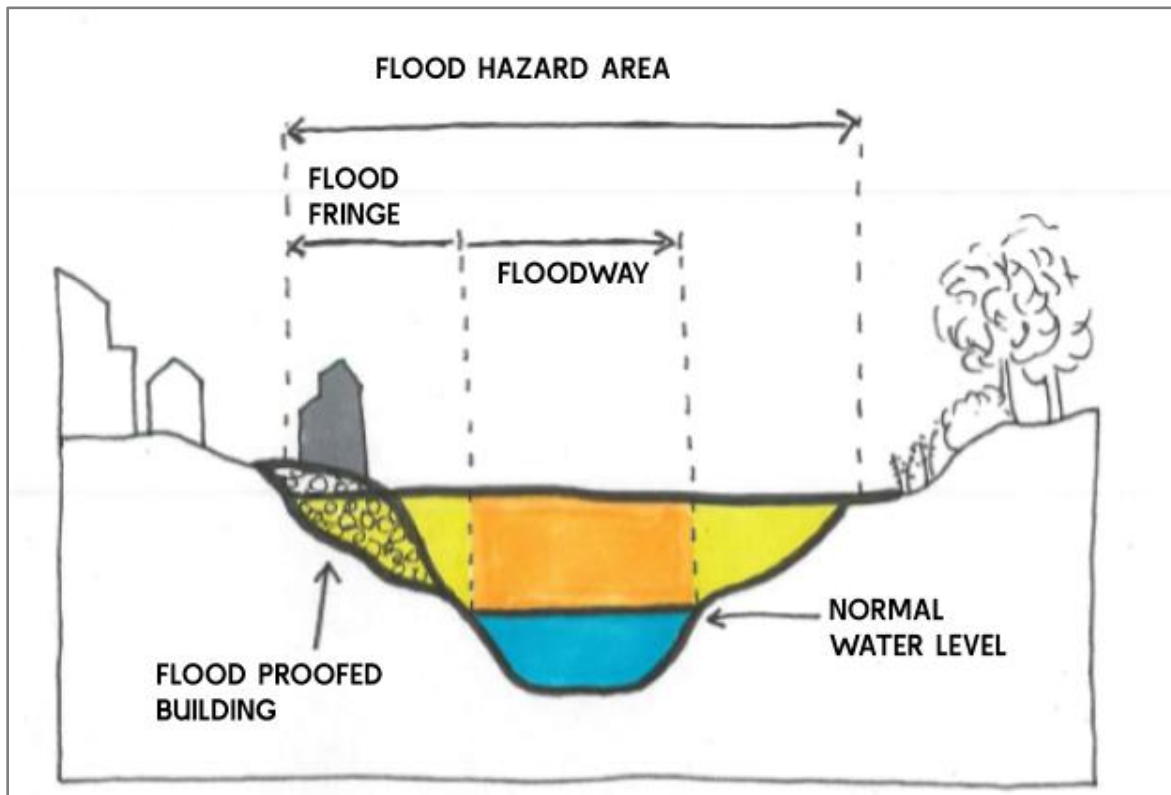 FLOOD HAZARD AREA
FLOOD
FRINGE
FLOODWAY
NORMAL
WATER LEVEL
FLOOD PROOFED
BUILDING